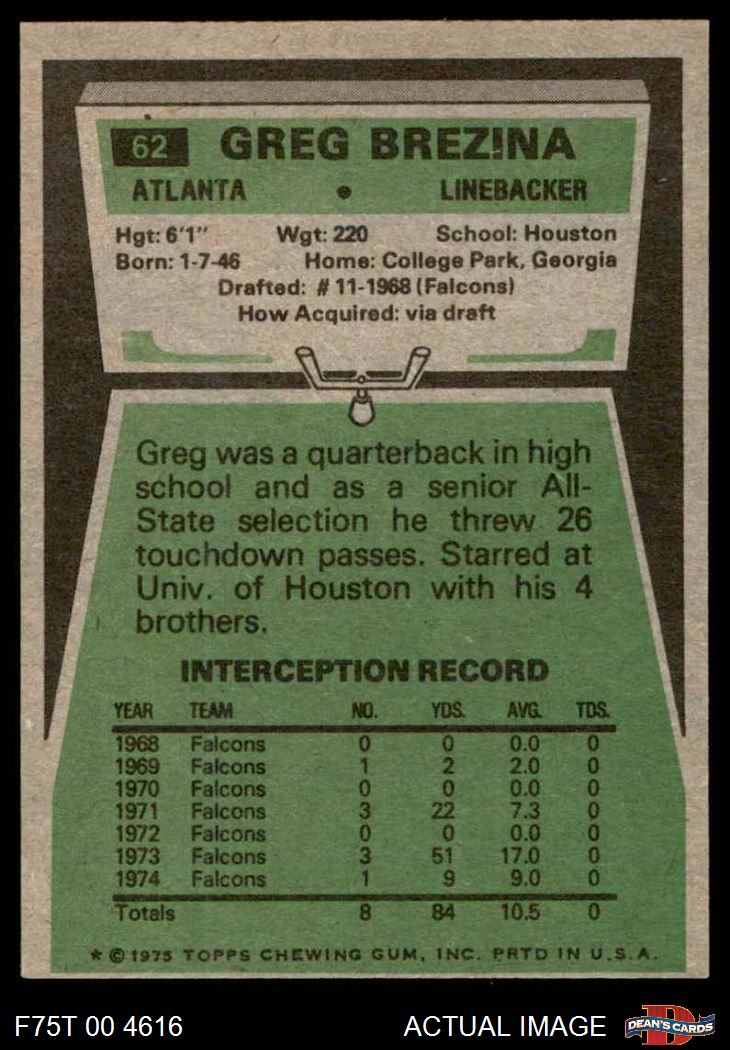 62 GREG BREZINA
ATLANTA • LINEBACKER
Hgt: 6'1" Wgt: 220 School: Houston
Born: 1-7-46 Home: College Park, Georgia
Drafted: #11-1968 (Falcons)
How Acquired: via draft
Greg was a quarterback in high
school and as a senior All-
State selection he threw 26
touchdown passes. Starred at
Univ. of Houston with his 4
brothers.
INTERCEPTION RECORD
YEAR TEAM NO. YDS. AVG. TDS.
1968 Falcons 0 0 0.0 0
1969 Falcons 1 2 2.0 0
1970 Falcons 0 0 0.0 0
1971 Falcons 3 22 7.3 0
1972 Falcons 0 0 0.0 0
1973 Falcons 3 51 17.0 0
1974 Falcons 1 9 9.0 0
Totals 8 84 10.5 0
* © 1975 TOPPS CHEWING GUM, INC. PRTD IN U.S.A.
F75T 00 4616 ACTUAL IMAGE D DEAN'S CARDS